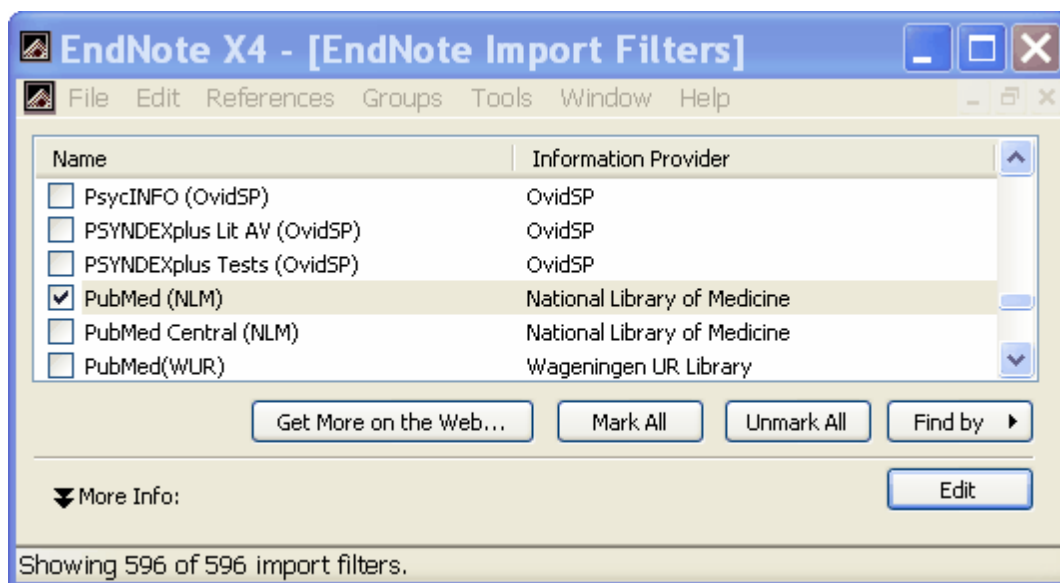 EndNote X4 - [EndNote Import Filters]
File Edit References Groups Tools Window Help
Name Information Provider
PsycINFO (OvidSP) OvidSP
PSYNDEXplus Lit AV (OvidSP) OvidSP
PSYNDEXplus Tests (OvidSP) OvidSP
PubMed (NLM) National Library of Medicine
PubMed Central (NLM) National Library of Medicine
PubMed(WUR) Wageningen UR Library
Get More on the Web... Mark All Unmark All Find by
More Info: Edit
Showing 596 of 596 import filters.